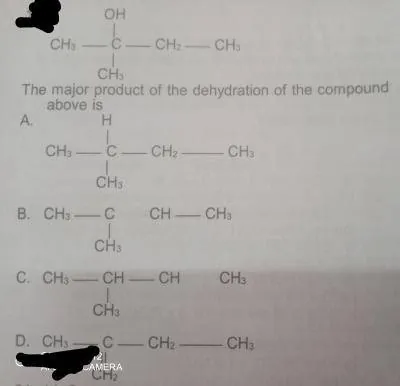 OH
CH₃ — C — CH₂ — CH₃
CH₃
The major product of the dehydration of the compound
above is
A. H
CH₃ — C — CH₂ — CH₃
CH₃
B. CH₃ — C CH — CH₃
CH₃
C. CH₃ — CH — CH CH₃
CH₃
D. CH₃ — C — CH₂ — CH₃
CAMERA
CH₂